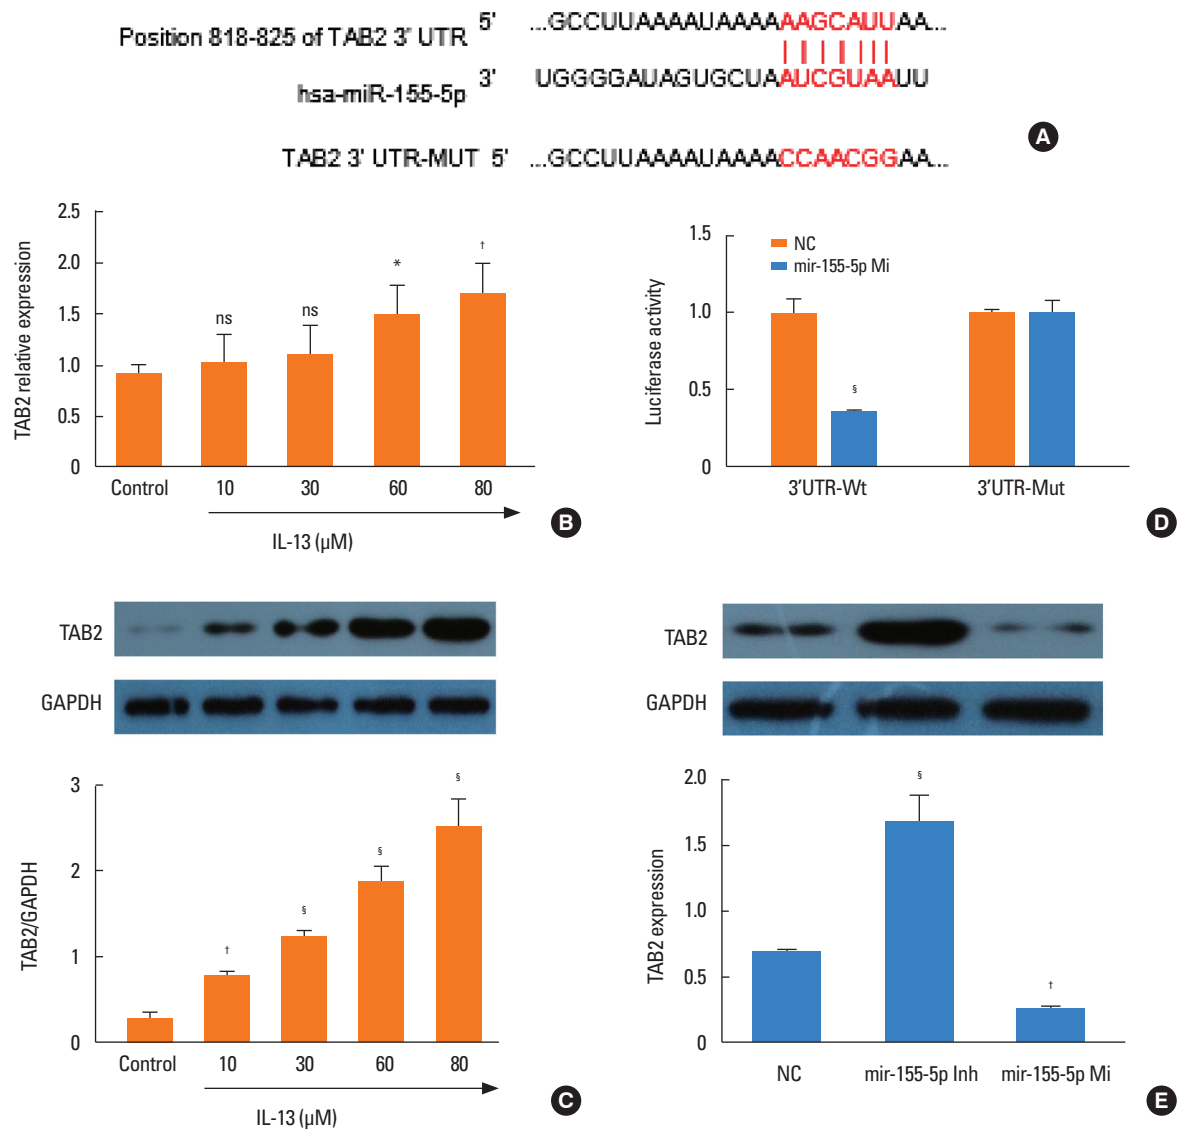 Position 818-825 of TAB2 3' UTR 5' ...GCCUUAAAAUAAAAAAGCAUUAA...
hsa-miR-155-5p 3' UGGGGAUAGUGCUAAUCGUAAUU
TAB2 3' UTR-MUT 5' ...GCCUUAAAAUAAAACCAACGGAA...
A
TAB2 relative expression
2.5
2.0
1.5
1.0
0.5
0
ns
ns
*
†
Control 10 30 60 80
IL-13 (µM)
B
Luciferase activity
1.5
1.0
0.5
0
NC
mir-155-5p Mi
§
3'UTR-Wt 3'UTR-Mut
D
TAB2
GAPDH
TAB2/GAPDH
3
2
1
0
†
§
§
§
Control 10 30 60 80
IL-13 (µM)
C
TAB2
GAPDH
TAB2 expression
2.0
1.5
1.0
0.5
0
§
†
NC mir-155-5p Inh mir-155-5p Mi
E